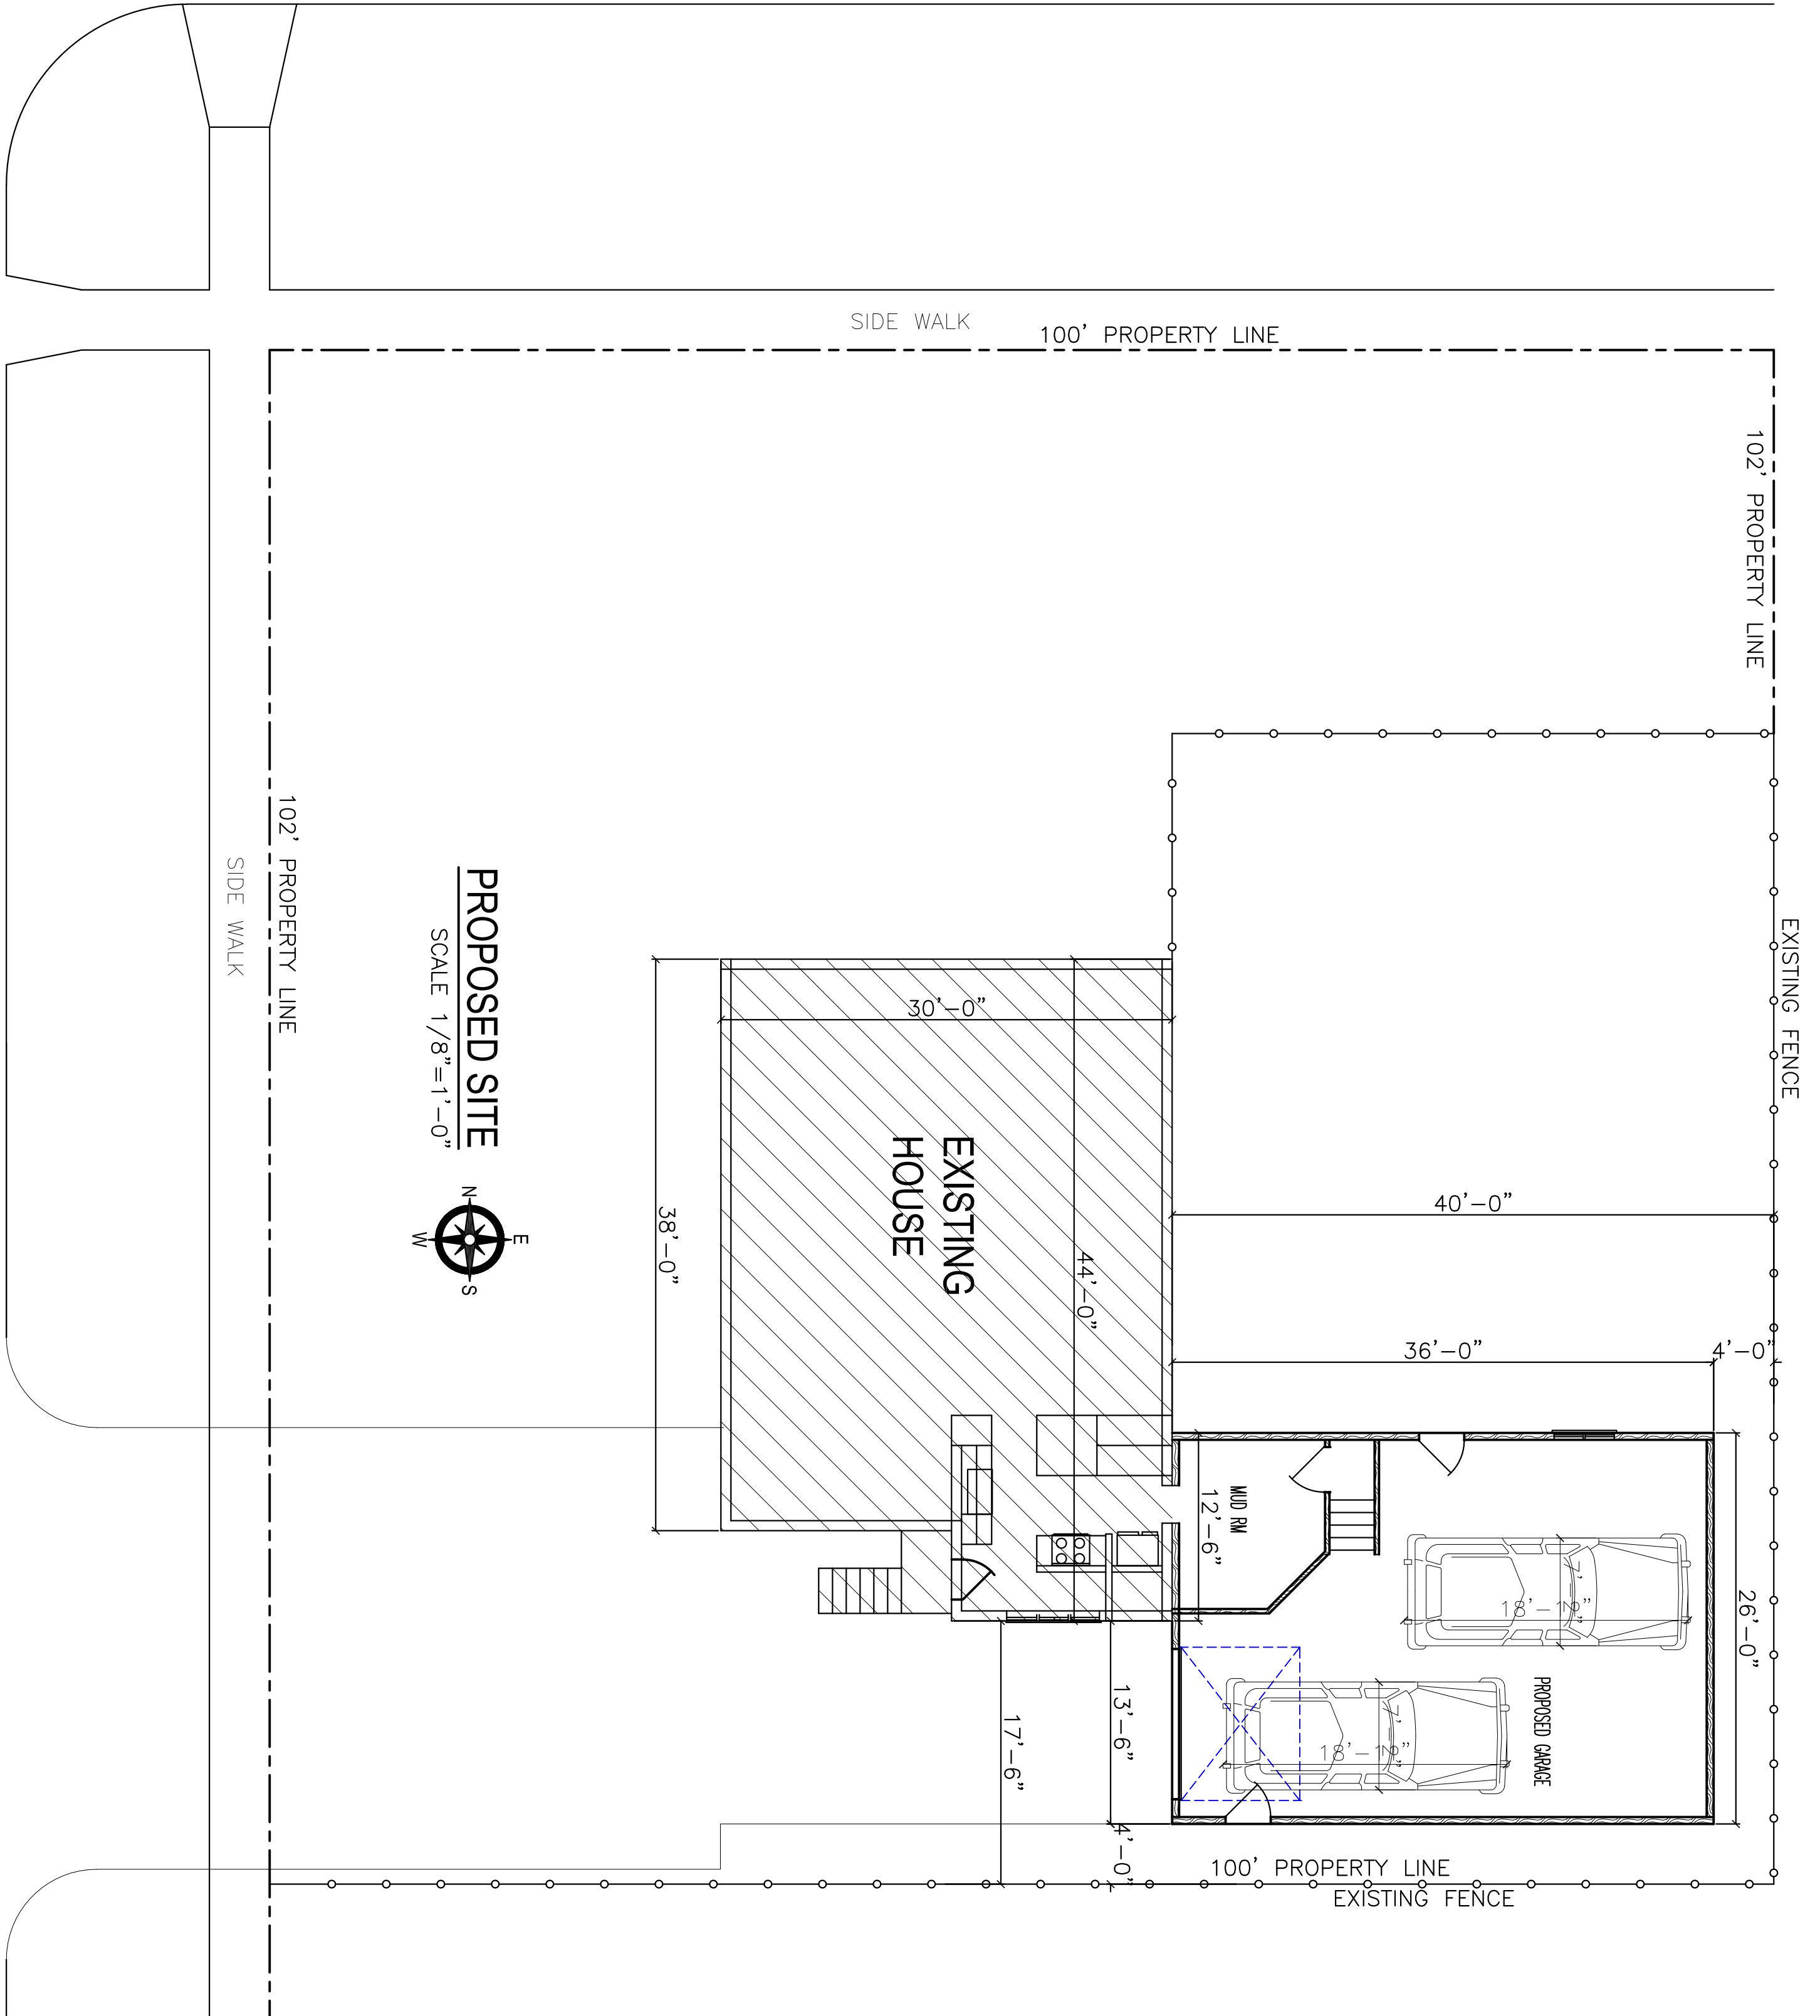 SIDE WALK
100' PROPERTY LINE
102' PROPERTY LINE
EXISTING FENCE
102' PROPERTY LINE
SIDE WALK
PROPOSED SITE
SCALE 1/8"=1'-0"
N
E
S
W
30'-0"
EXISTING
HOUSE
38'-0"
44'-0"
40'-0"
36'-0"
4'-0"
MUD RM
12'-6"
26'-0"
7'
PROPOSED GARAGE
7'
13'-6"
17'-6"
4'-0"
100' PROPERTY LINE
EXISTING FENCE